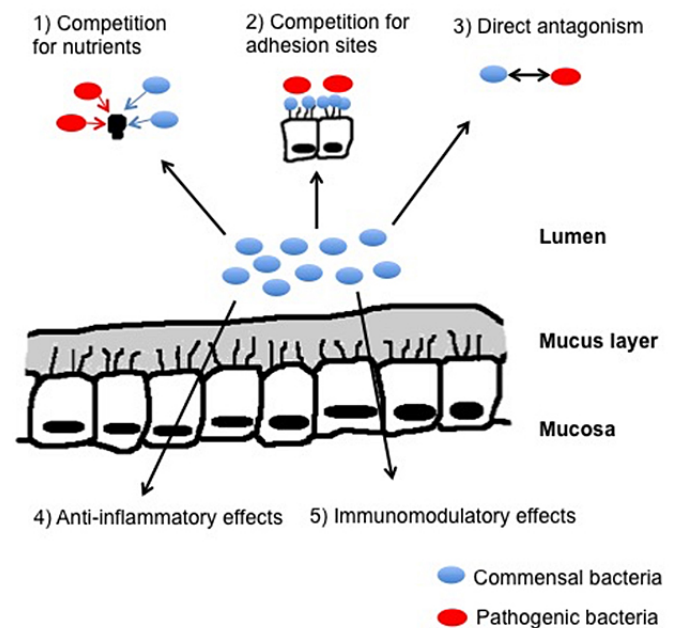 1) Competition
for nutrients
2) Competition for
adhesion sites
3) Direct antagonism
Lumen
Mucus layer
Mucosa
4) Anti-inflammatory effects
5) Immunomodulatory effects
Commensal bacteria
Pathogenic bacteria